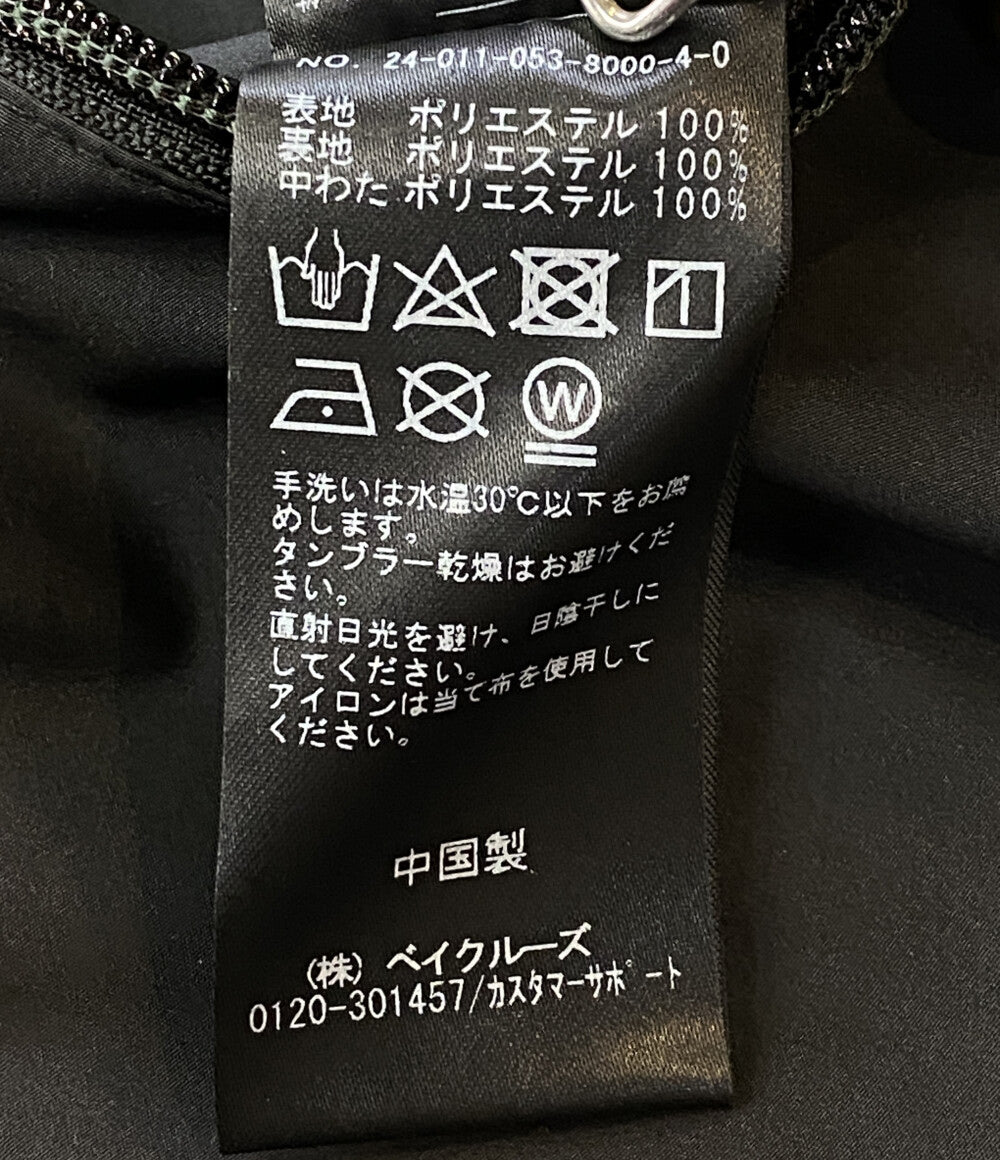 NO. 24-011-053-8000-4-0
表地 ポリエステル 100%
裏地 ポリエステル 100%
中わた ポリエステル 100%
W
手洗いは水温30℃以下をお薦
めします。
タンブラー乾燥はお避けくだ
さい。
直射日光を避け、日陰干しに
してください。
アイロンは当て布を使用して
ください。
中国製
(株) ベイクルーズ
0120-301457/カスタマーサポート